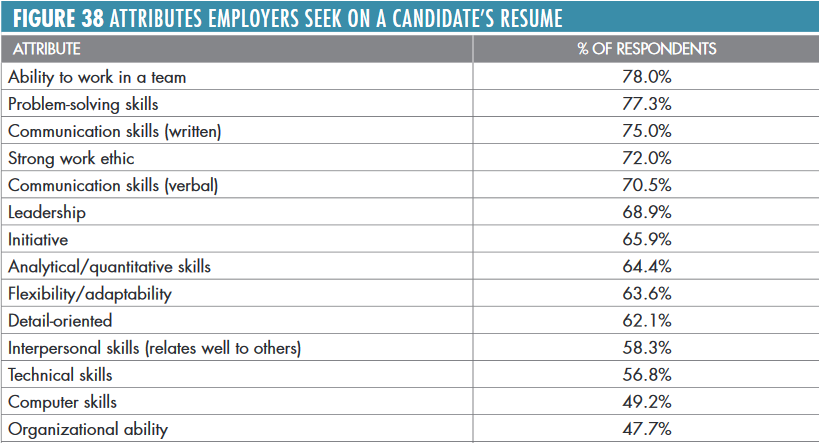 FIGURE 38 ATTRIBUTES EMPLOYERS SEEK ON A CANDIDATE'S RESUME
ATTRIBUTE % OF RESPONDENTS
Ability to work in a team 78.0%
Problem-solving skills 77.3%
Communication skills (written) 75.0%
Strong work ethic 72.0%
Communication skills (verbal) 70.5%
Leadership 68.9%
Initiative 65.9%
Analytical/quantitative skills 64.4%
Flexibility/adaptability 63.6%
Detail-oriented 62.1%
Interpersonal skills (relates well to others) 58.3%
Technical skills 56.8%
Computer skills 49.2%
Organizational ability 47.7%